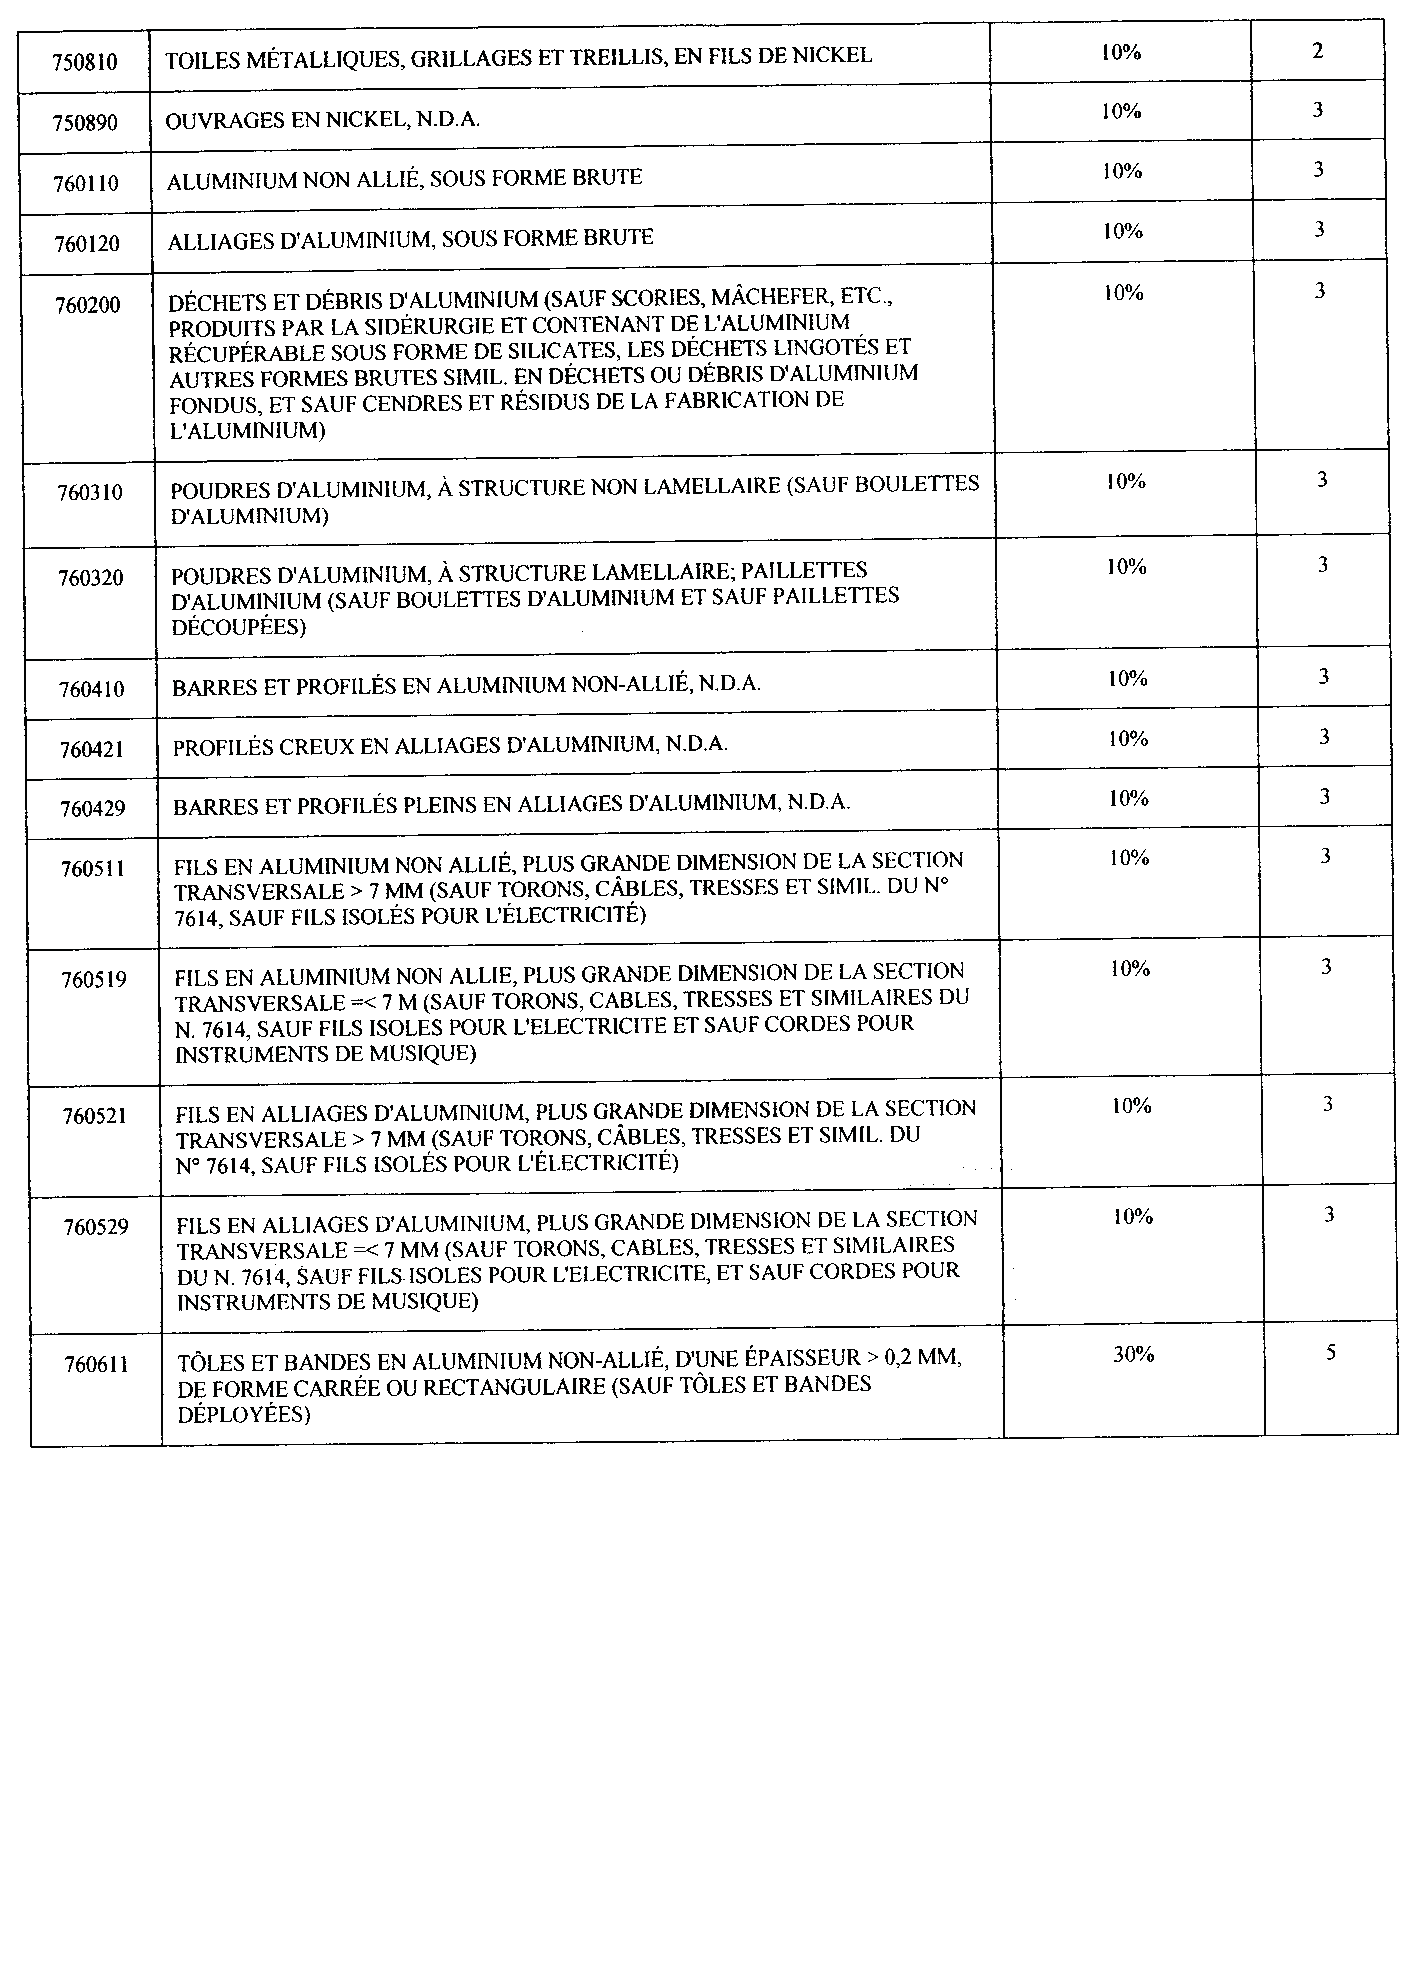 750810 TOILES MÉTALLIQUES, GRILLAGES ET TREILLIS, EN FILS DE NICKEL 10% 2
750890 OUVRAGES EN NICKEL, N.D.A. 10% 3
760110 ALUMINIUM NON ALLIÉ, SOUS FORME BRUTE 10% 3
760120 ALLIAGES D'ALUMINIUM, SOUS FORME BRUTE 10% 3
760200 DÉCHETS ET DÉBRIS D'ALUMINIUM (SAUF SCORIES, MÂCHEFER, ETC., 10% 3
PRODUITS PAR LA SIDÉRURGIE ET CONTENANT DE L'ALUMINIUM
RÉCUPÉRABLE SOUS FORME DE SILICATES, LES DÉCHETS LINGOTÉS ET
AUTRES FORMES BRUTES SIMIL. EN DÉCHETS OU DÉBRIS D'ALUMINIUM
FONDUS, ET SAUF CENDRES ET RÉSIDUS DE LA FABRICATION DE
L'ALUMINIUM)
760310 POUDRES D'ALUMINIUM, À STRUCTURE NON LAMELLAIRE (SAUF BOULETTES 10% 3
D'ALUMINIUM)
760320 POUDRES D'ALUMINIUM, À STRUCTURE LAMELLAIRE; PAILLETTES 10% 3
D'ALUMINIUM (SAUF BOULETTES D'ALUMINIUM ET SAUF PAILLETTES
DÉCOUPÉES)
760410 BARRES ET PROFILÉS EN ALUMINIUM NON-ALLIÉ, N.D.A. 10% 3
760421 PROFILÉS CREUX EN ALLIAGES D'ALUMINIUM, N.D.A. 10% 3
760429 BARRES ET PROFILÉS PLEINS EN ALLIAGES D'ALUMINIUM, N.D.A. 10% 3
760511 FILS EN ALUMINIUM NON ALLIÉ, PLUS GRANDE DIMENSION DE LA SECTION 10% 3
TRANSVERSALE > 7 MM (SAUF TORONS, CÂBLES, TRESSES ET SIMIL. DU N°
7614, SAUF FILS ISOLÉS POUR L'ÉLECTRICITÉ)
760519 FILS EN ALUMINIUM NON ALLIE, PLUS GRANDE DIMENSION DE LA SECTION 10% 3
TRANSVERSALE =< 7 M (SAUF TORONS, CABLES, TRESSES ET SIMILAIRES DU
N. 7614, SAUF FILS ISOLES POUR L'ELECTRICITE ET SAUF CORDES POUR
INSTRUMENTS DE MUSIQUE)
760521 FILS EN ALLIAGES D'ALUMINIUM, PLUS GRANDE DIMENSION DE LA SECTION 10% 3
TRANSVERSALE > 7 MM (SAUF TORONS, CÂBLES, TRESSES ET SIMIL. DU
N° 7614, SAUF FILS ISOLÉS POUR L'ÉLECTRICITÉ)
760529 FILS EN ALLIAGES D'ALUMINIUM, PLUS GRANDE DIMENSION DE LA SECTION 10% 3
TRANSVERSALE =< 7 MM (SAUF TORONS, CABLES, TRESSES ET SIMILAIRES
DU N. 7614, SAUF FILS ISOLES POUR L'ELECTRICITE, ET SAUF CORDES POUR
INSTRUMENTS DE MUSIQUE)
760611 TÔLES ET BANDES EN ALUMINIUM NON-ALLIÉ, D'UNE ÉPAISSEUR > 0,2 MM, 30% 5
DE FORME CARRÉE OU RECTANGULAIRE (SAUF TÔLES ET BANDES
DÉPLOYÉES)